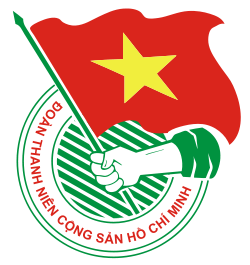 ĐOÀN THANH NIÊN CỘNG SẢN HỒ CHÍ MINH